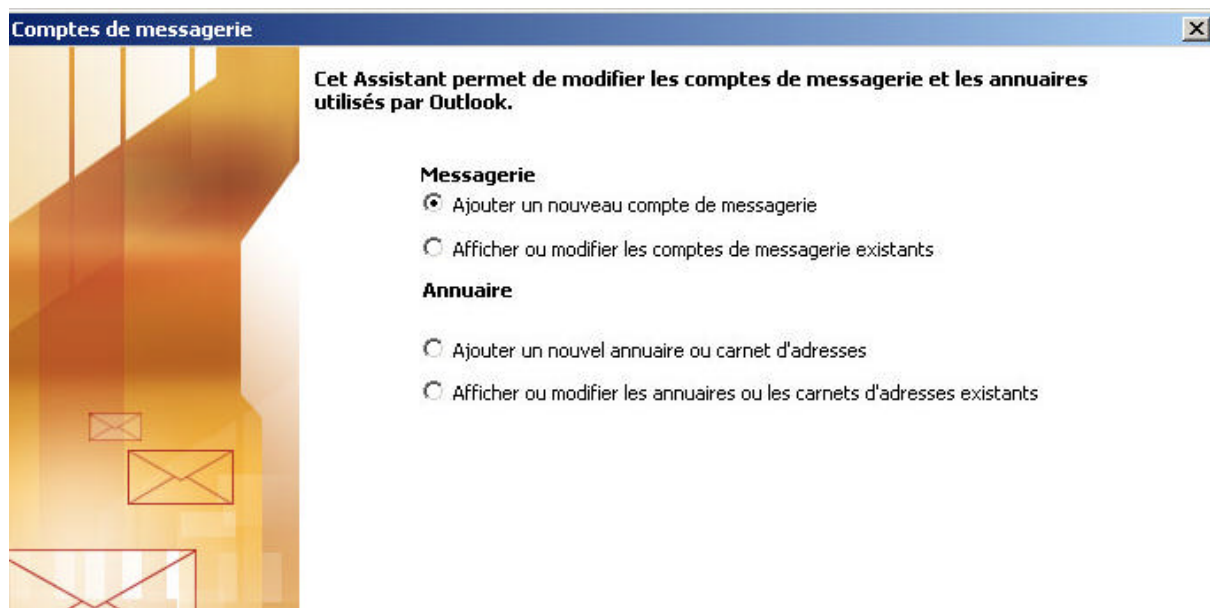 Comptes de messagerie
Cet Assistant permet de modifier les comptes de messagerie et les annuaires
utilisés par Outlook.
Messagerie
Ajouter un nouveau compte de messagerie
Afficher ou modifier les comptes de messagerie existants
Annuaire
Ajouter un nouvel annuaire ou carnet d'adresses
Afficher ou modifier les annuaires ou les carnets d'adresses existants